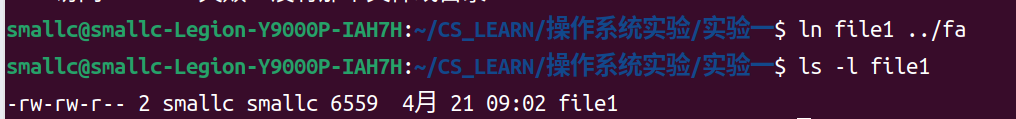 smallc@smallc-Legion-Y9000P-IAH7H:~/CS_LEARN/操作系统实验/实验一$ ln file1 ../fa
smallc@smallc-Legion-Y9000P-IAH7H:~/CS_LEARN/操作系统实验/实验一$ ls -l file1
-rw-rw-r-- 2 smallc smallc 6559  4月 21 09:02 file1